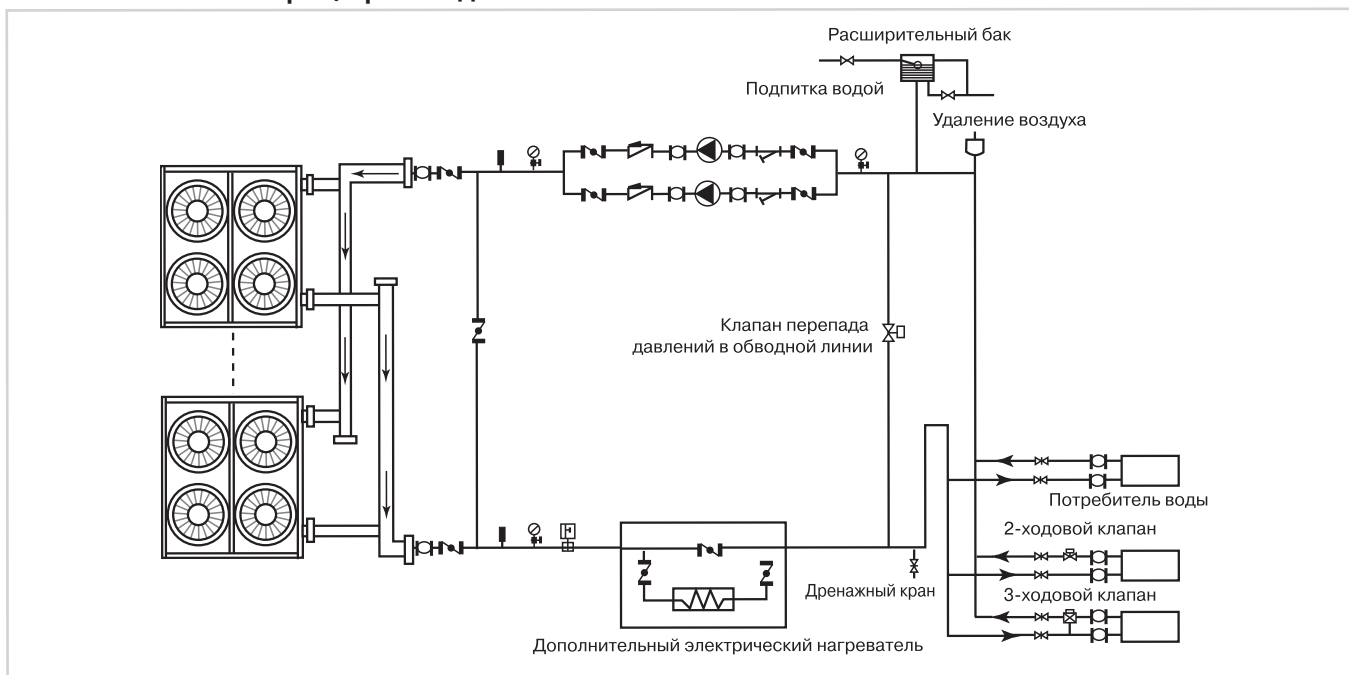 Расширительный бак
Подпитка водой
Удаление воздуха
Клапан перепада
давлений в обводной линии
Потребитель воды
2-ходовой клапан
3-ходовой клапан
Дренажный кран
Дополнительный электрический нагреватель